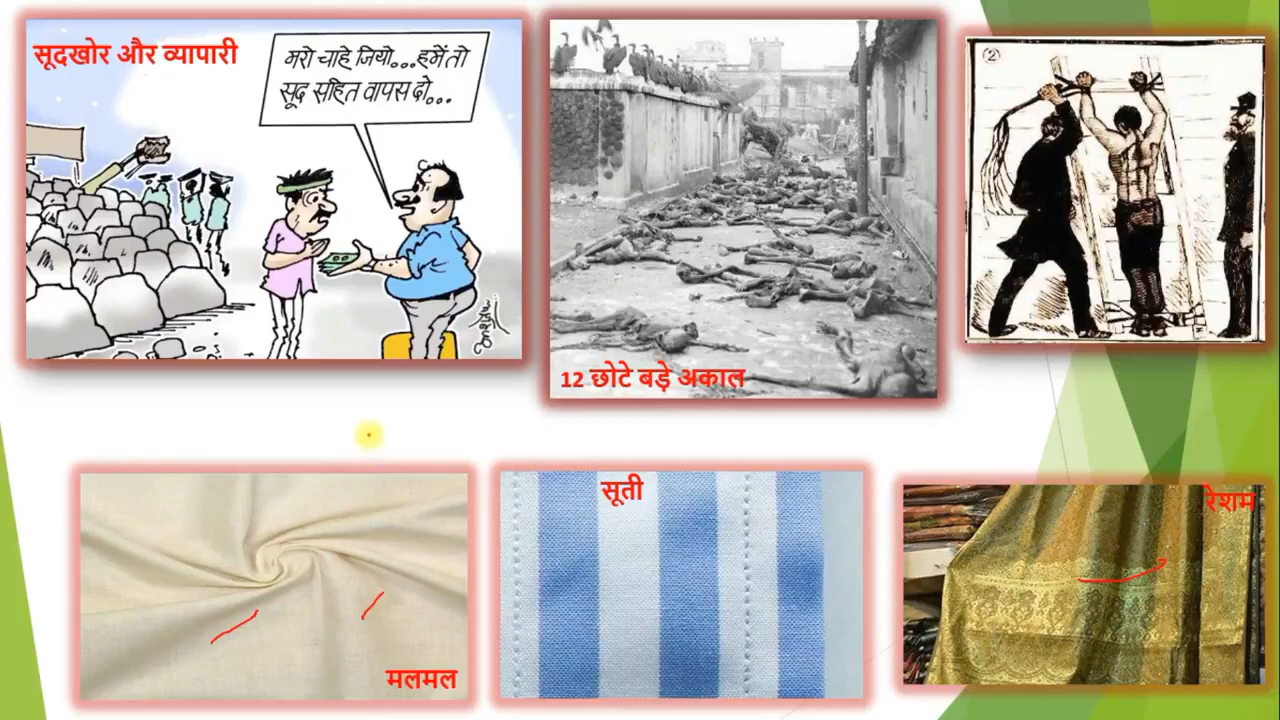 सूदखोर और व्यापारी
मरो चाहे जियो...हमें तो
सूद सहित वापस दो...
12 छोटे बड़े अकाल
2
मलमल
सूती
रेशम